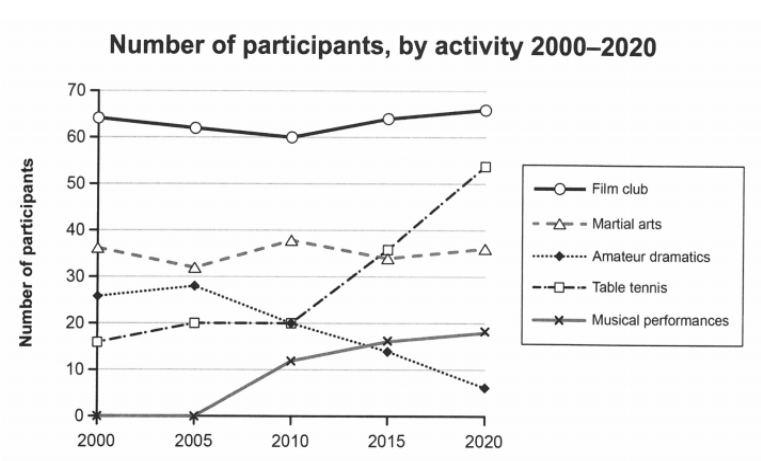 Number of participants, by activity 2000–2020
Number of participants
70
60
50
40
30
20
10
0
2000
2005
2010
2015
2020
Film club
Martial arts
Amateur dramatics
Table tennis
Musical performances